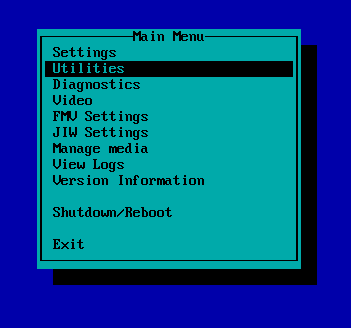 Main Menu
Settings
Utilities
Diagnostics
Video
FMV Settings
JIW Settings
Manage media
View Logs
Version Information
Shutdown/Reboot
Exit